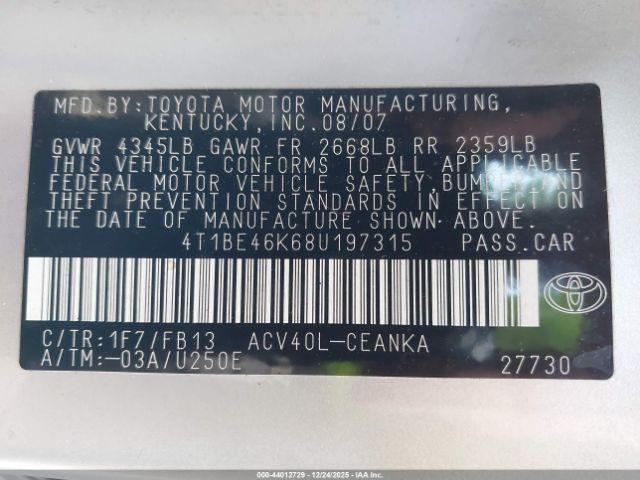 MFD.BY:TOYOTA MOTOR MANUFACTURING,
KENTUCKY,INC.08/07
GVWR 4345LB GAWR FR 2668LB RR 2359LB
THIS VEHICLE CONFORMS TO ALL APPLICABLE
FEDERAL MOTOR VEHICLE SAFETY,BUMPER,AND
THEFT PREVENTION STANDARDS IN EFFECT ON
THE DATE OF MANUFACTURE SHOWN ABOVE.
4T1BE46K68U197315 PASS.CAR
C/TR:1F7/FB13 ACV40L-CEANKA
A/TM:-03A/U250E 27730
000-44012729 - 12/24/2025 - IAA Inc.